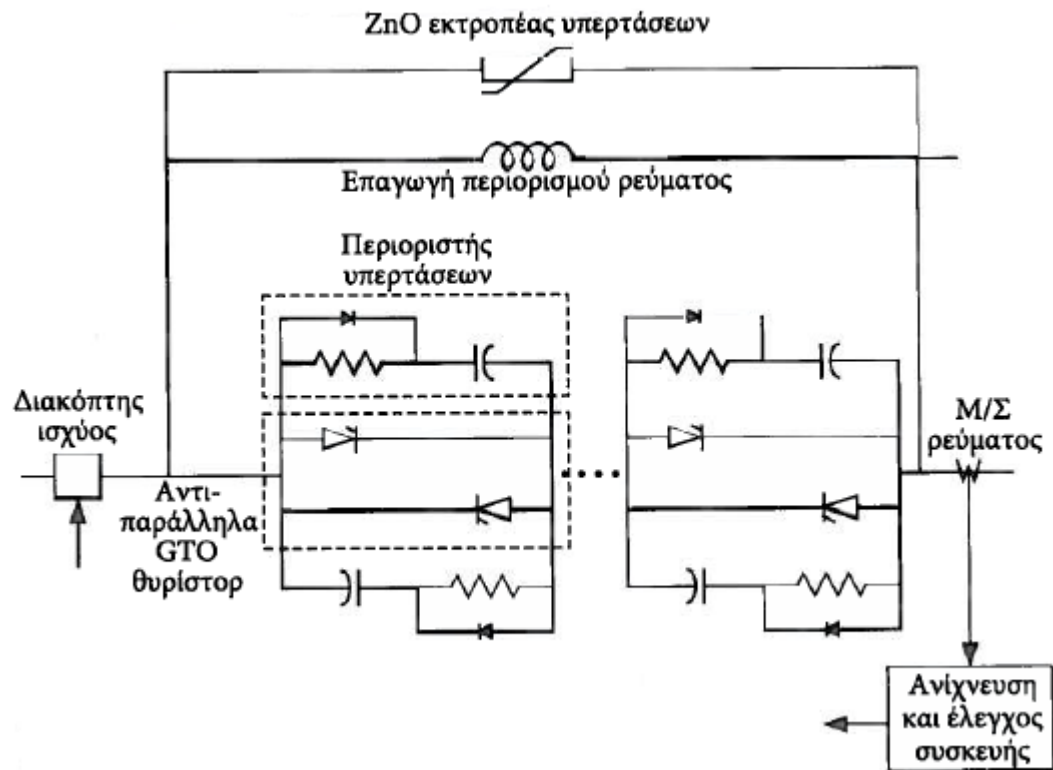 ZnO εκτροπέας υπερτάσεων
Επαγωγή περιορισμού ρεύματος
Περιοριστής
υπερτάσεων
Διακόπτης
ισχύος
Αντι-
παράλληλα
GTO
θυρίστορ
Μ/Σ
ρεύματος
Ανίχνευση
και έλεγχος
συσκευής